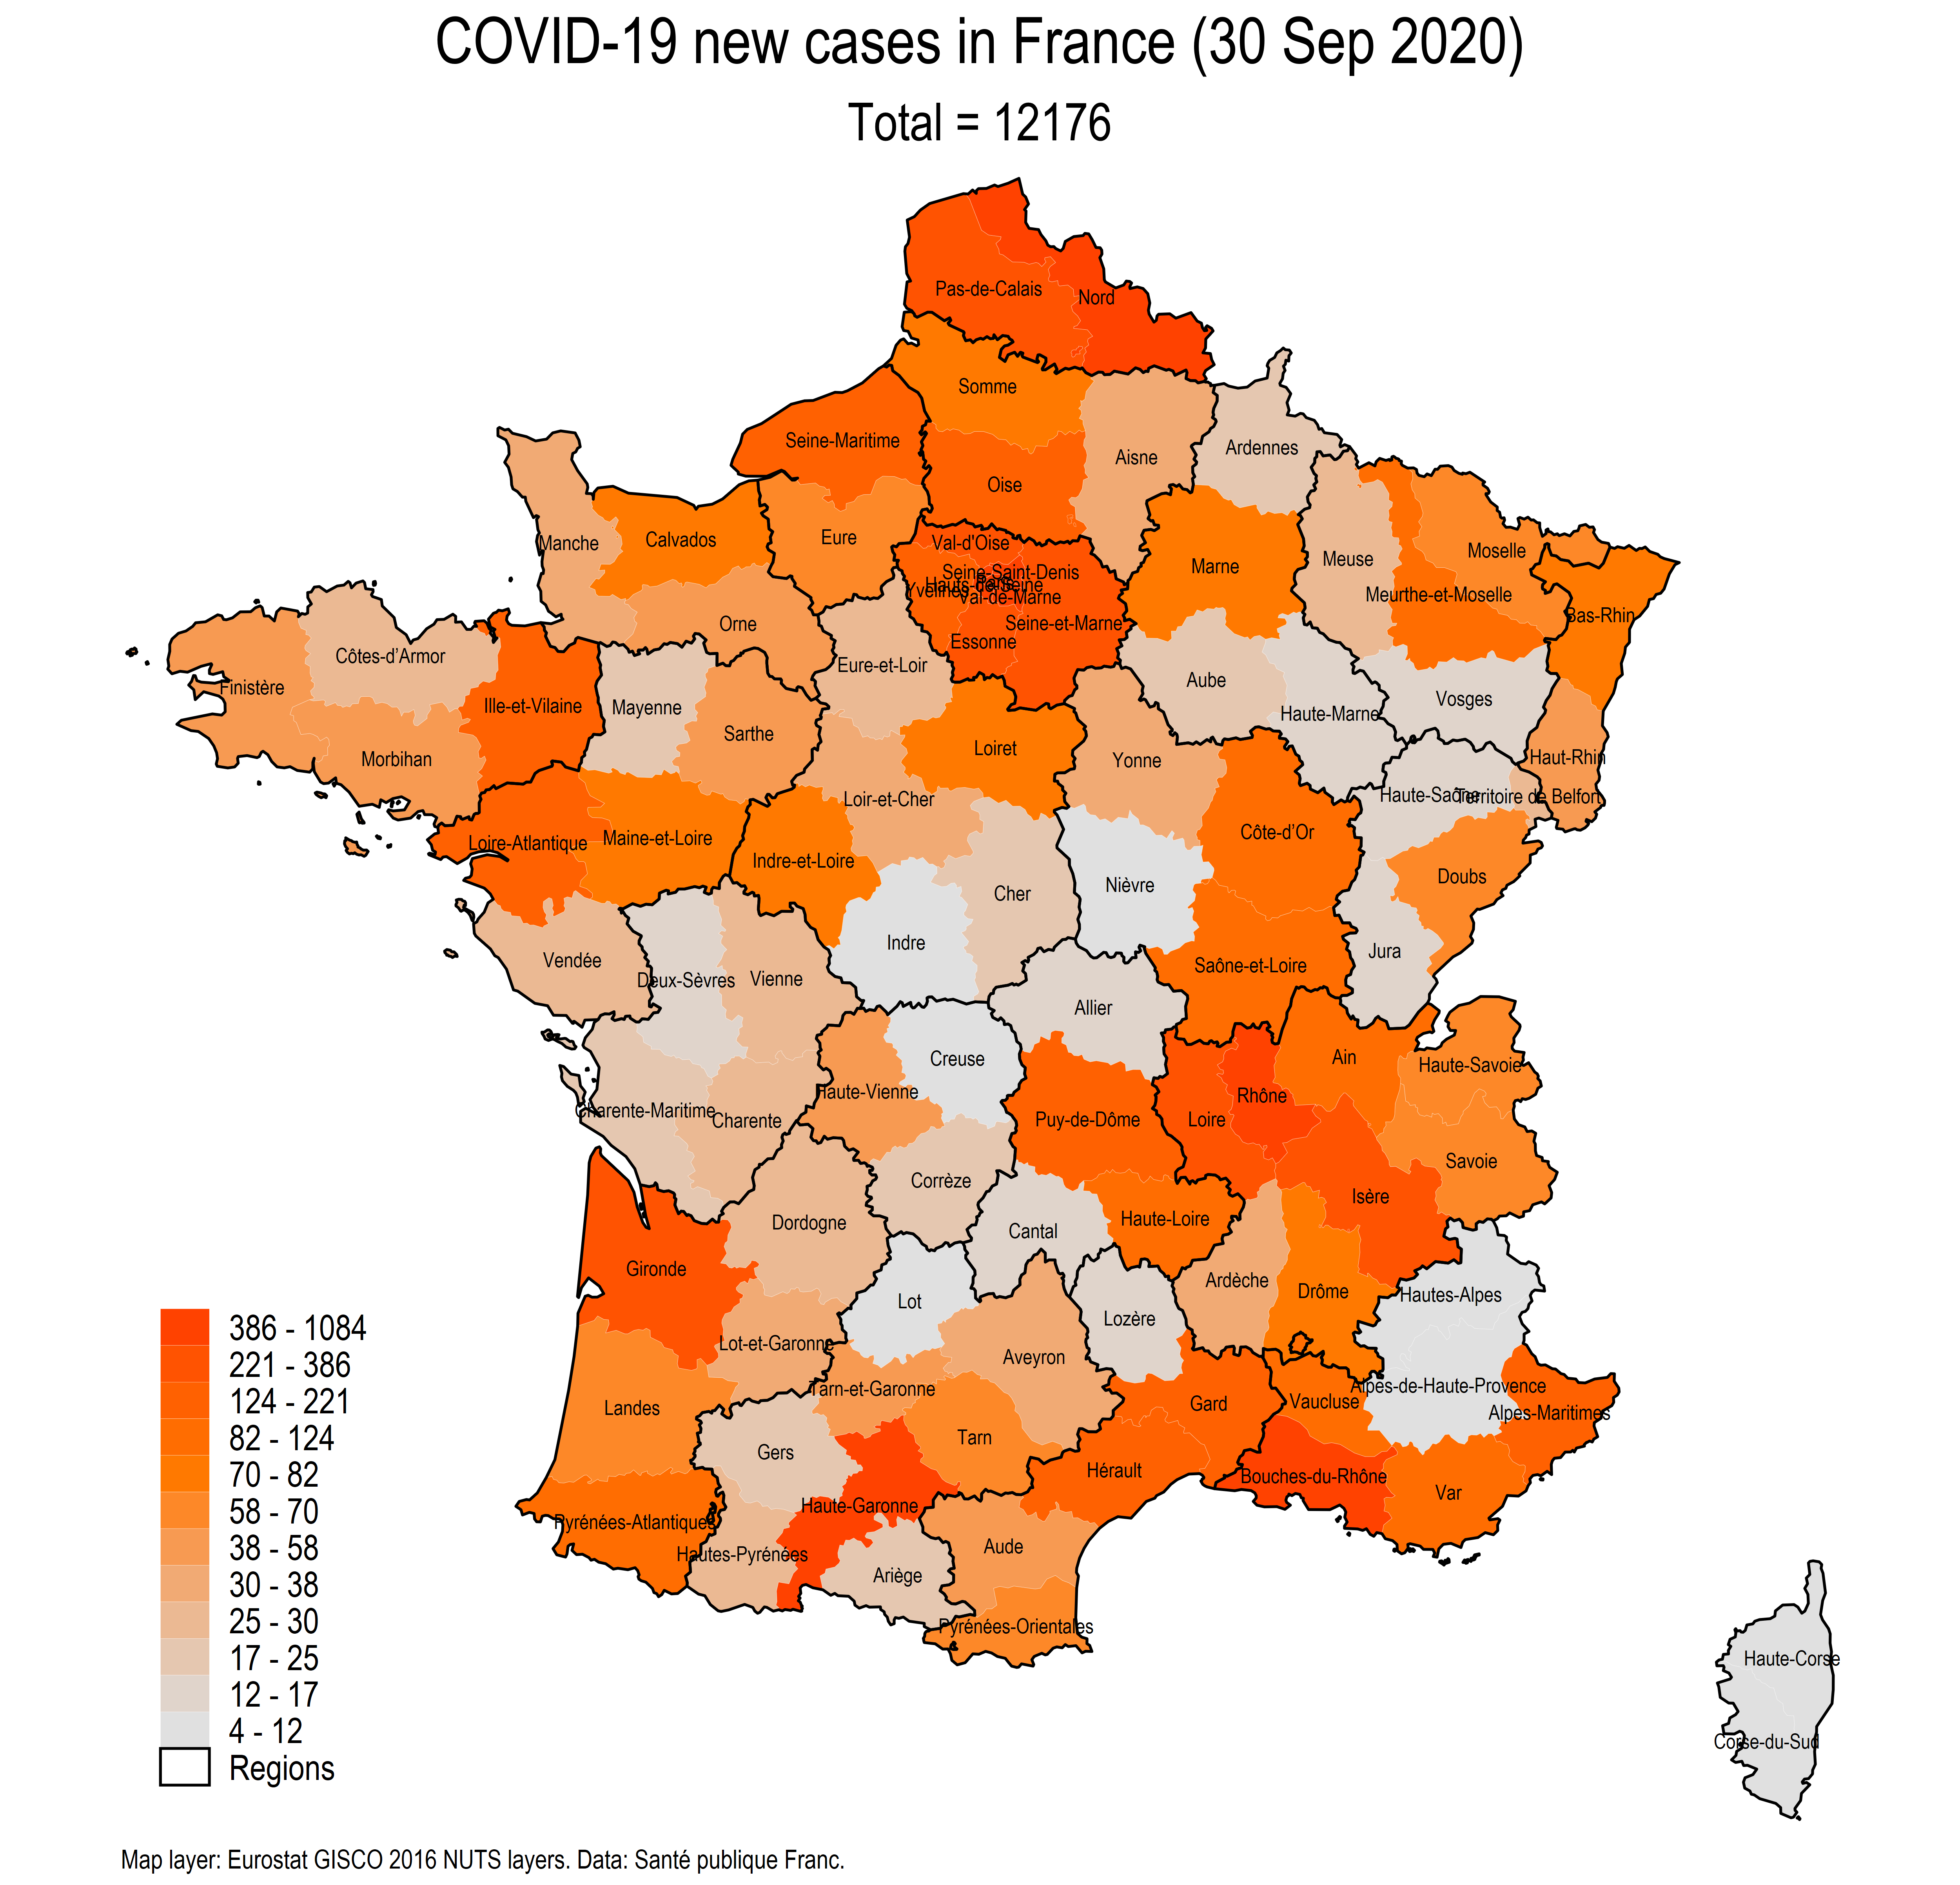 COVID-19 new cases in France (30 Sep 2020)
Total = 12176
Pas-de-Calais
Nord
Somme
Seine-Maritime
Aisne
Ardennes
Oise
Manche
Calvados
Eure
Val-d'Oise
Marne
Meuse
Moselle
Seine-Saint-Denis
Hauts-de-Seine
Paris
Yvelines
Val-de-Marne
Meurthe-et-Moselle
Bas-Rhin
Orne
Seine-et-Marne
Essonne
Côtes-d’Armor
Eure-et-Loir
Finistère
Aube
Vosges
Ille-et-Vilaine
Mayenne
Haute-Marne
Sarthe
Loiret
Morbihan
Yonne
Haut-Rhin
Loir-et-Cher
Haute-Saône
Territoire de Belfort
Loire-Atlantique
Maine-et-Loire
Côte-d’Or
Indre-et-Loire
Doubs
Nièvre
Cher
Indre
Jura
Vendée
Saône-et-Loire
Deux-Sèvres
Vienne
Allier
Creuse
Ain
Haute-Savoie
Haute-Vienne
Rhône
Charente-Maritime
Charente
Puy-de-Dôme
Loire
Savoie
Corrèze
Isère
Dordogne
Haute-Loire
Cantal
Gironde
Ardèche
Drôme
Hautes-Alpes
Lot
Lozère
Lot-et-Garonne
Aveyron
Tarn-et-Garonne
Alpes-de-Haute-Provence
Landes
Gard
Vaucluse
Alpes-Maritimes
Tarn
Gers
Hérault
Bouches-du-Rhône
Var
Haute-Garonne
Pyrénées-Atlantiques
Hautes-Pyrénées
Aude
Ariège
Pyrénées-Orientales
Haute-Corse
Corse-du-Sud
386 - 1084
221 - 386
124 - 221
82 - 124
70 - 82
58 - 70
38 - 58
30 - 38
25 - 30
17 - 25
12 - 17
4 - 12
Regions
Map layer: Eurostat GISCO 2016 NUTS layers. Data: Santé publique Franc.